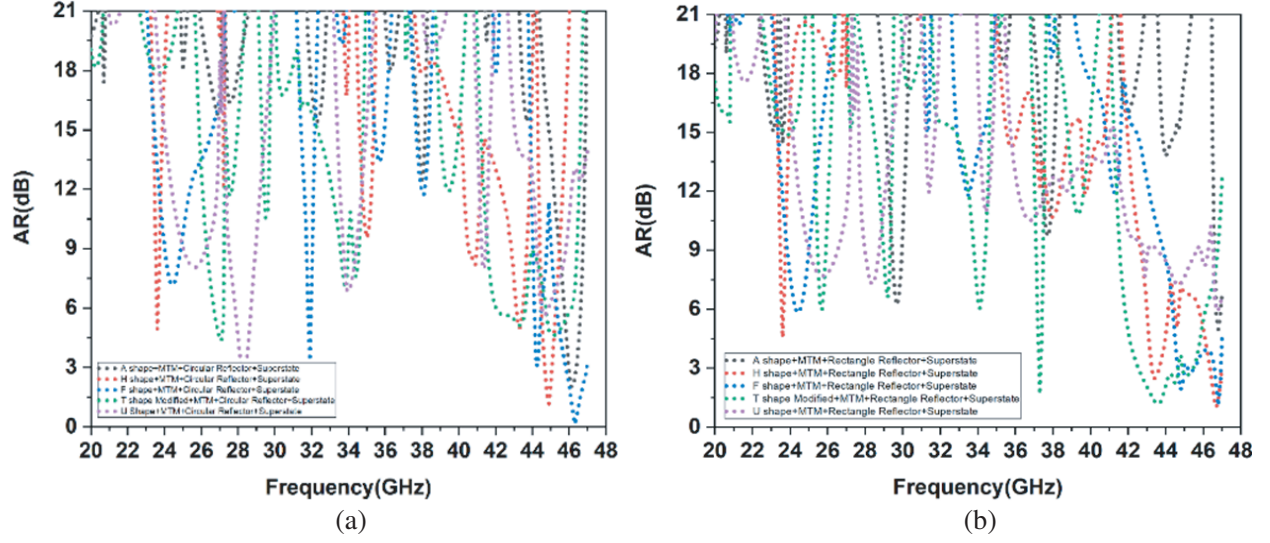 21
18
15
12
9
6
3
0
AR(dB)
A shape+MTM+Circular Reflector+Superstate
H shape+MTM+Circular Reflector+Superstate
F shape+MTM+Circular Reflector+Superstate
T shape Modified+MTM+Circular Reflector+Superstate
U Shape+MTM+Circular Reflector+Superstate
20 22 24 26 28 30 32 34 36 38 40 42 44 46 48
Frequency(GHz)
(a)
21
18
15
12
9
6
3
0
AR(dB)
A shape+MTM+Rectangle Reflector+Superstate
H shape+MTM+Rectangle Reflector+Superstate
F shape+MTM+Rectangle Reflector+Superstate
T shape Modified+MTM+Rectangle Reflector+Superstate
U shape+MTM+Rectangle Reflector+Superstate
20 22 24 26 28 30 32 34 36 38 40 42 44 46 48
Frequency(GHz)
(b)